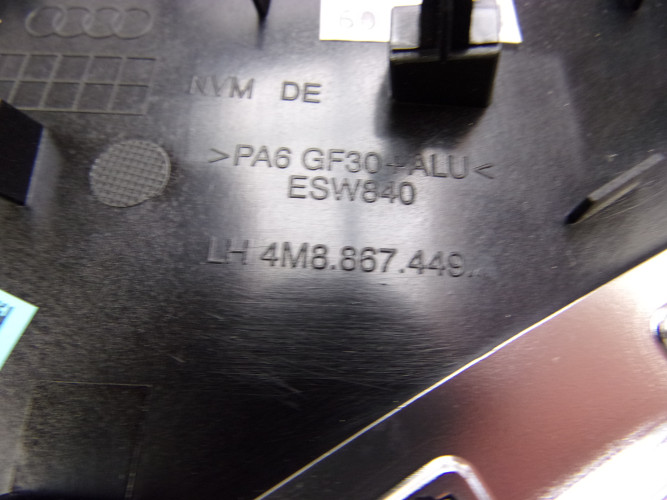 NVM DE
>PA6 GF30+ALU<
ESW840
LH 4M8.867.449.